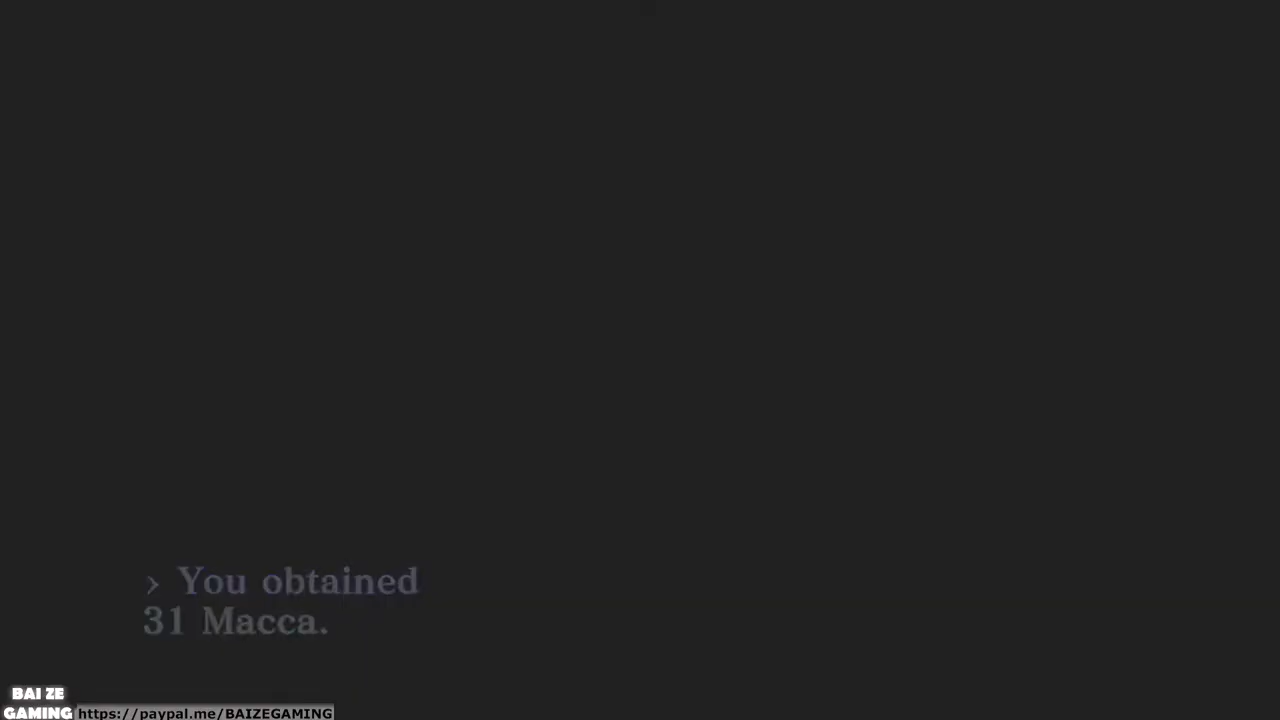 › You obtained
31 Macca.
BAI ZE
GAMING https://paypal.me/BAIZEGAMING